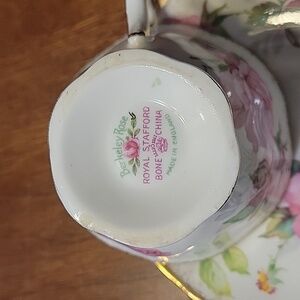 Berkeley Rose
ROYAL STAFFORD
BONE CHINA
MADE IN ENGLAND